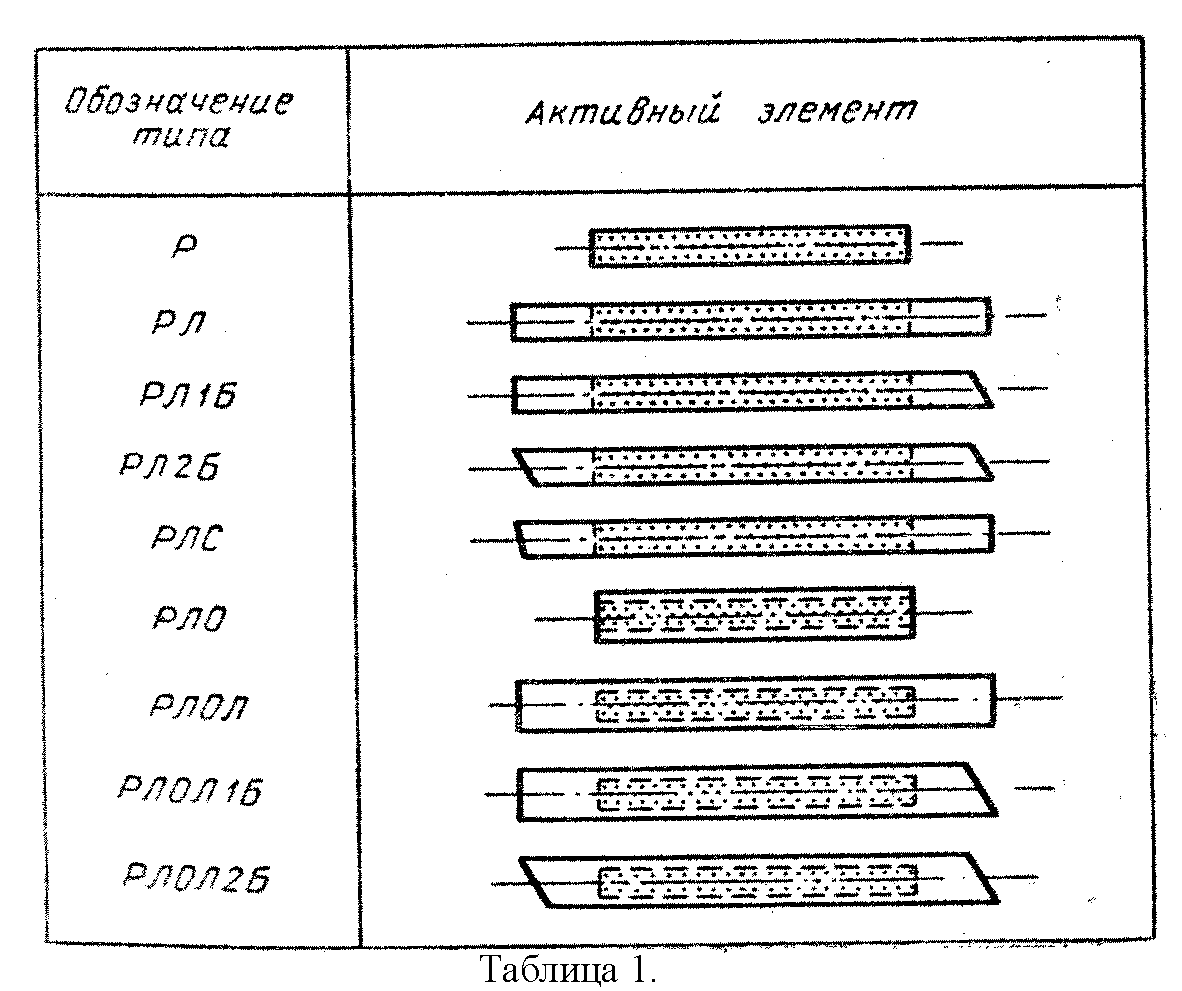 Обозначение
типа
Активный элемент
Р
РЛ
РЛ1Б
РЛ2Б
РЛС
РЛО
РЛОЛ
РЛОЛ1Б
РЛОЛ2Б
Таблица 1.